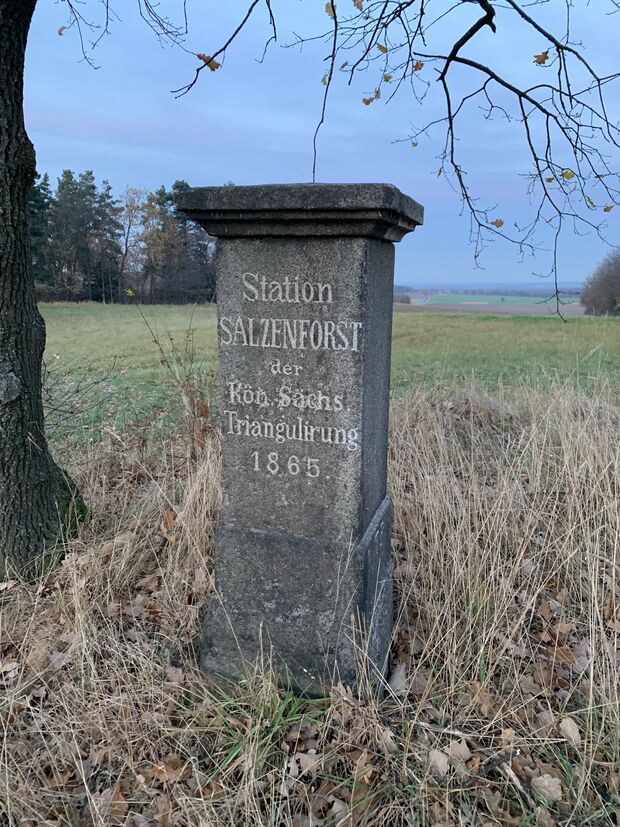 Station
SALZENFORST
der
Kön. Sächs.
Triangulirung
1865.